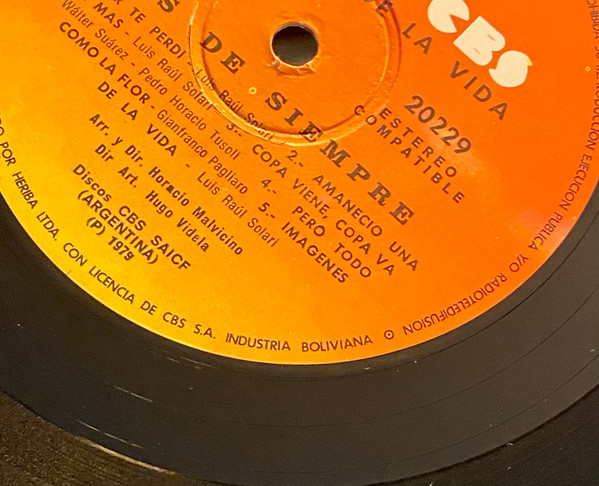 CBS
DE LA VIDA
S DE SIEMPRE
20229
ESTEREO
COMPATIBLE
R TE PERDI - Luis Raúl Solari 2.- AMANECIO UNA
MAS - Luis Raúl Solari 3.- COPA VIENE, COPA VA
Walter Suárez - Pedro Horacio Tusoli 4.- PERO TODO
COMO LA FLOR - Gianfranco Pagliaro 5.- IMAGENES
DE LA VIDA - Luis Raúl Solari
Arr. y Dir. Horacio Malvicino
Dir Art. Hugo Videla
Discos CBS SAICF
(ARGENTINA)
(P) 1979
O POR HERIBA LTDA. CON LICENCIA DE CBS S.A. INDUSTRIA BOLIVIANA ⊙
REPRODUCCION EJECUCION PUBLICA Y/O RADIOTELEDIFUSION